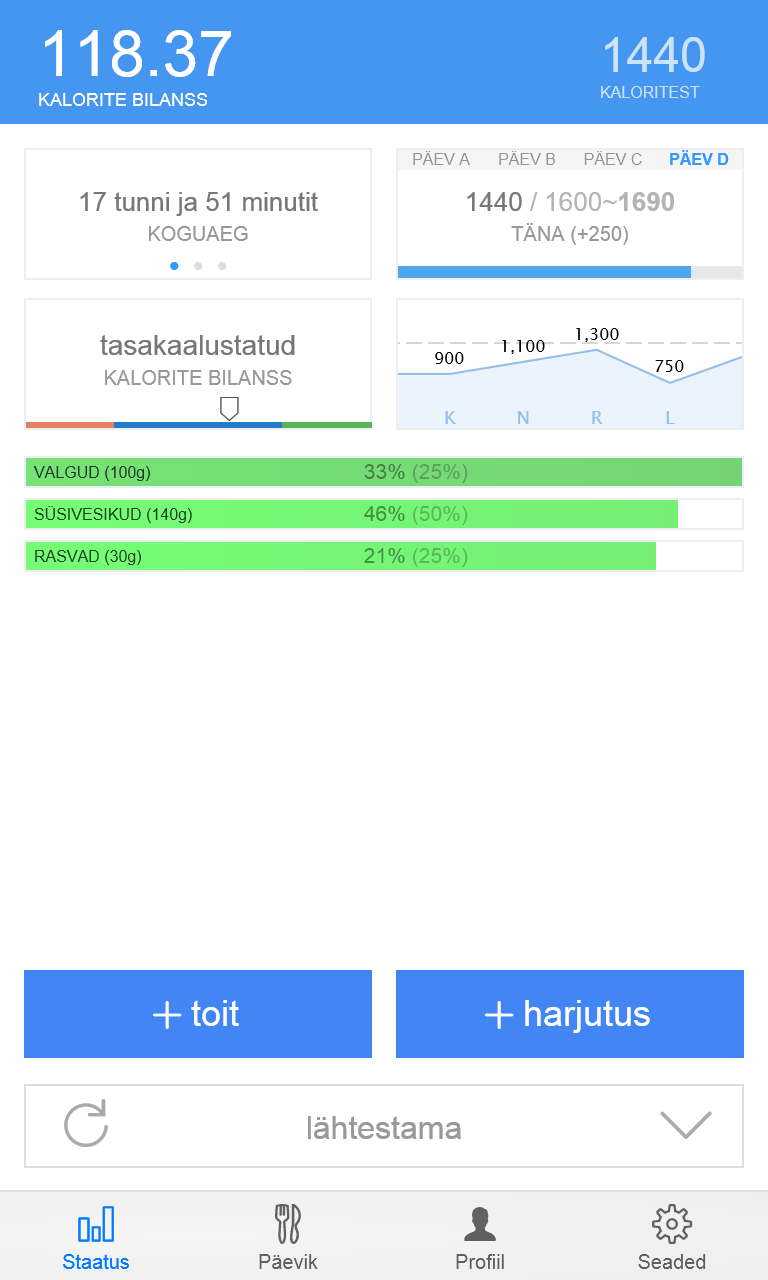 118.37
KALORITE BILANSS
1440
KALORITEST
17 tunni ja 51 minutit
KOGUAEG
PÄEV A PÄEV B PÄEV C PÄEV D
1440 / 1600~1690
TÄNA (+250)
tasakaalustatud
KALORITE BILANSS
900 1,100 1,300 750
K N R L
VALGUD (100g) 33% (25%)
SÜSIVESIKUD (140g) 46% (50%)
RASVAD (30g) 21% (25%)
+ toit
+ harjutus
lähtestama
Staatus Päevik Profiil Seaded